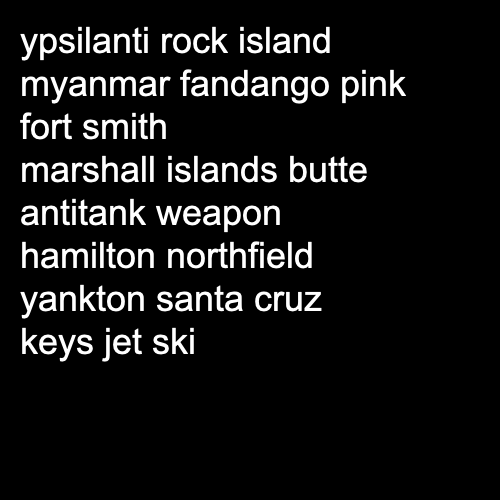 ypsilanti rock island
myanmar fandango pink
fort smith
marshall islands butte
antitank weapon
hamilton northfield
yankton santa cruz
keys jet ski